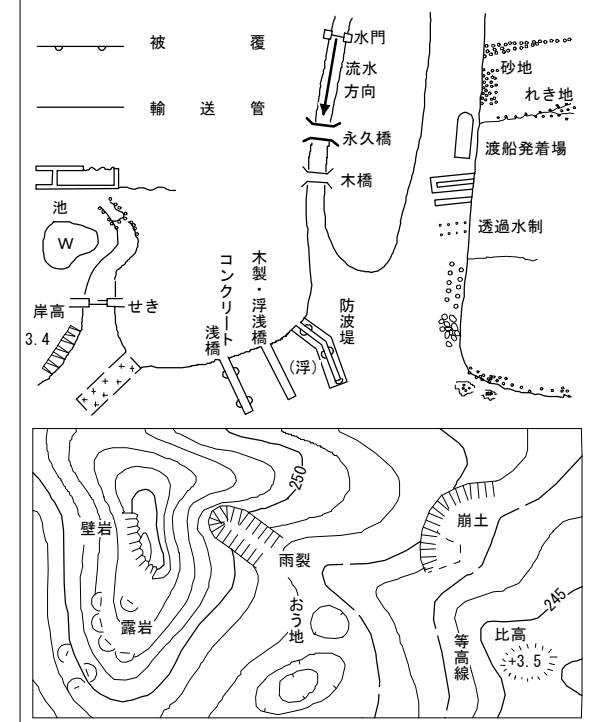 被覆
輸送管
水門
流水
方向
永久橋
木橋
砂地
れき地
渡船発着場
透過水制
池
W
岸高
3.4
せき
コンクリート
浅橋
木製・浮浅橋
(浮)
防波堤
250
壁岩
雨裂
崩土
露岩
おう地
等高線
245
比高
+3.5